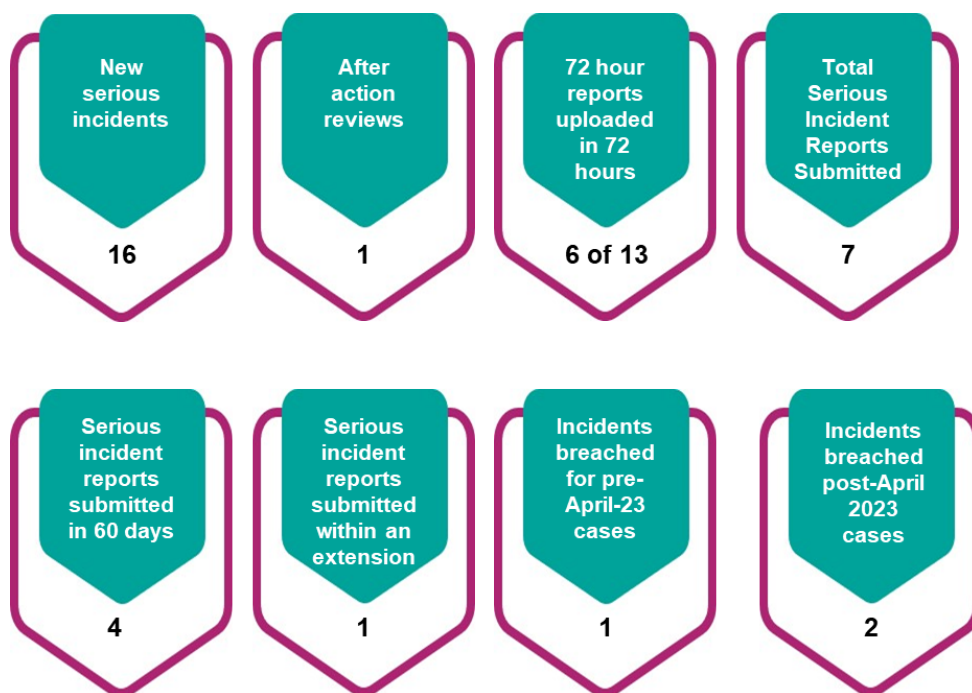 New
serious
incidents
16
After
action
reviews
1
72 hour
reports
uploaded
in 72
hours
6 of 13
Total
Serious
Incident
Reports
Submitted
7
Serious
incident
reports
submitted
in 60 days
4
Serious
incident
reports
submitted
within an
extension
1
Incidents
breached
for pre-
April-23
cases
1
Incidents
breached
post-April
2023
cases
2